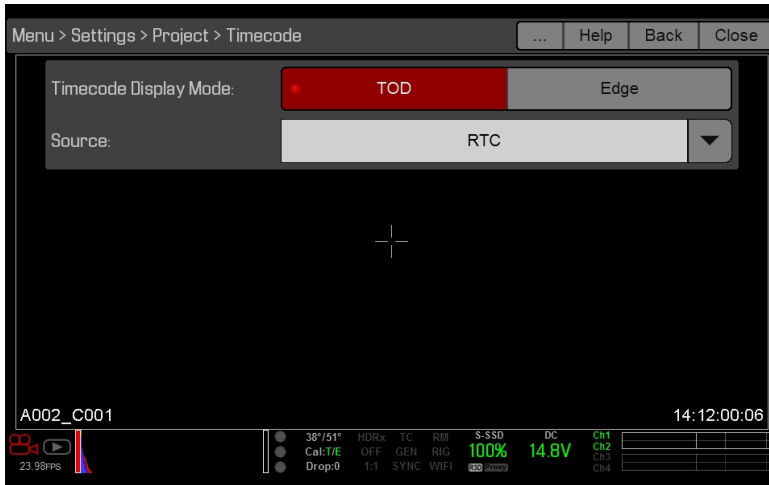 Menu > Settings > Project > Timecode ... Help Back Close
Timecode Display Mode: TOD Edge
Source: RTC
A002_C001 14:12:00:06
38°/51° HDRx TC RM S-SSD DC Ch1
Cal:T/E OFF GEN RIG 100% 14.8V Ch2
23.98FPS Drop:0 1:1 SYNC WIFI R3D Proxy Ch3
Ch4